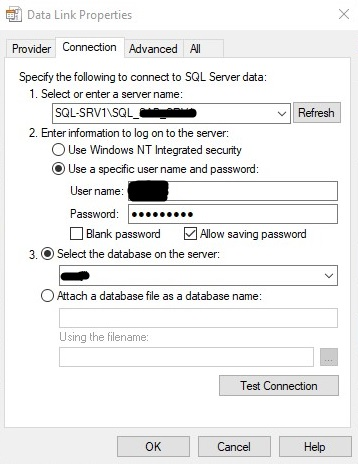 Data Link Properties
Provider Connection Advanced All
Specify the following to connect to SQL Server data:
1. Select or enter a server name:
SQL-SRV1\SQL_
Refresh
2. Enter information to log on to the server:
Use Windows NT Integrated security
Use a specific user name and password:
User name:
Password: •••••••••
Blank password Allow saving password
3. Select the database on the server:
Attach a database file as a database name:
Using the filename:
...
Test Connection
OK Cancel Help